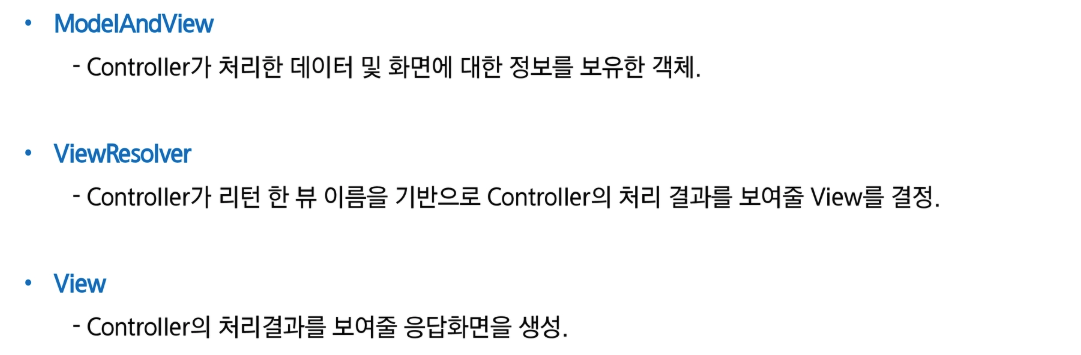 • ModelAndView
- Controller가 처리한 데이터 및 화면에 대한 정보를 보유한 객체.
• ViewResolver
- Controller가 리턴 한 뷰 이름을 기반으로 Controller의 처리 결과를 보여줄 View를 결정.
• View
- Controller의 처리결과를 보여줄 응답화면을 생성.